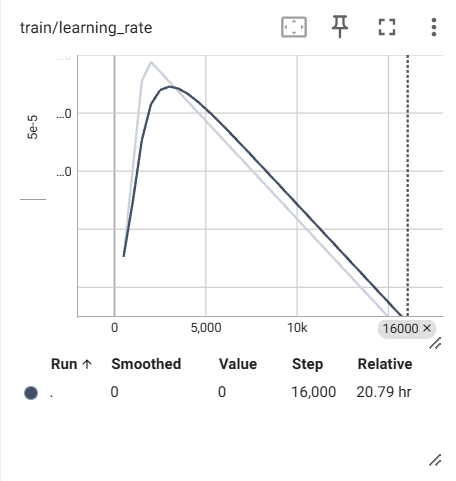 train/learning_rate
5e-5
...0
...0
0
5,000
10k
16000 ×
Run ↑ Smoothed Value Step Relative
. 0 0 16,000 20.79 hr